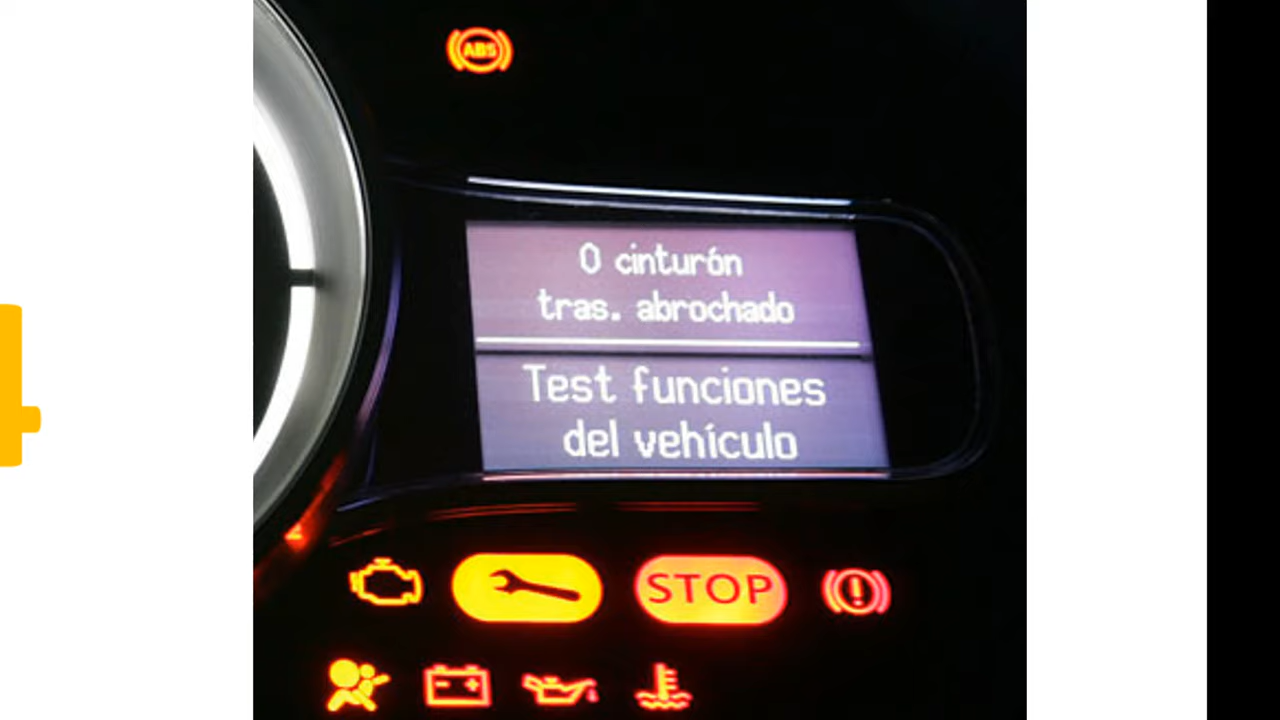 ABS
0 cinturón
tras. abrochado
Test funciones
del vehículo
STOP